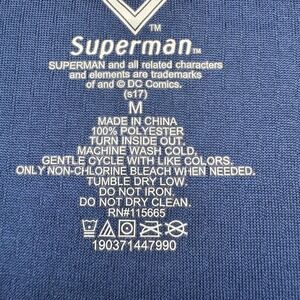 TM
Superman™
SUPERMAN and all related characters
and elements are trademarks
of and © DC Comics.
(s17)
M
MADE IN CHINA
100% POLYESTER
TURN INSIDE OUT.
MACHINE WASH COLD.
GENTLE CYCLE WITH LIKE COLORS.
ONLY NON-CHLORINE BLEACH WHEN NEEDED.
TUMBLE DRY LOW.
DO NOT IRON.
DO NOT DRY CLEAN.
RN#115665
190371447990